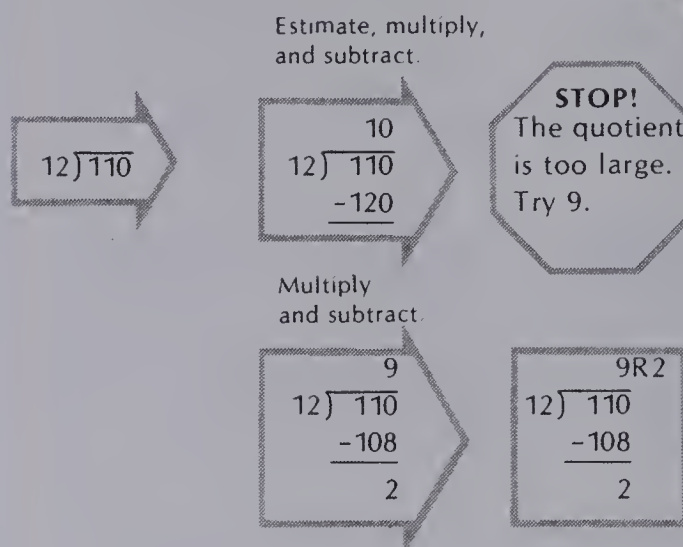 Estimate, multiply,
and subtract.
12)110
10
12) 110
-120
STOP!
The quotient
is too large.
Try 9.
Multiply
and subtract.
9
12) 110
-108
2
9R2
12) 110
-108
2